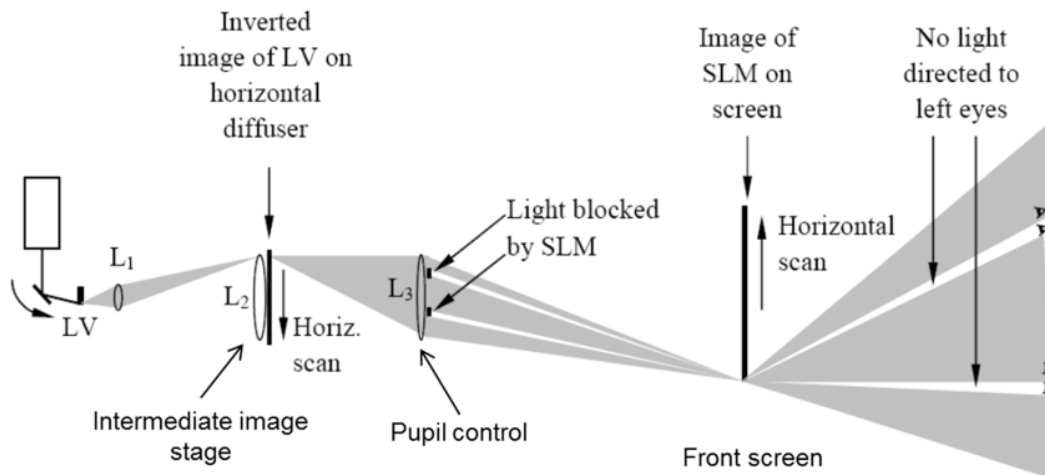 Inverted
image of LV on
horizontal
diffuser
Image of
SLM on
screen
No light
directed to
left eyes
L1
LV
L2
Horiz.
scan
L3
Light blocked
by SLM
Horizontal
scan
Intermediate image
stage
Pupil control
Front screen